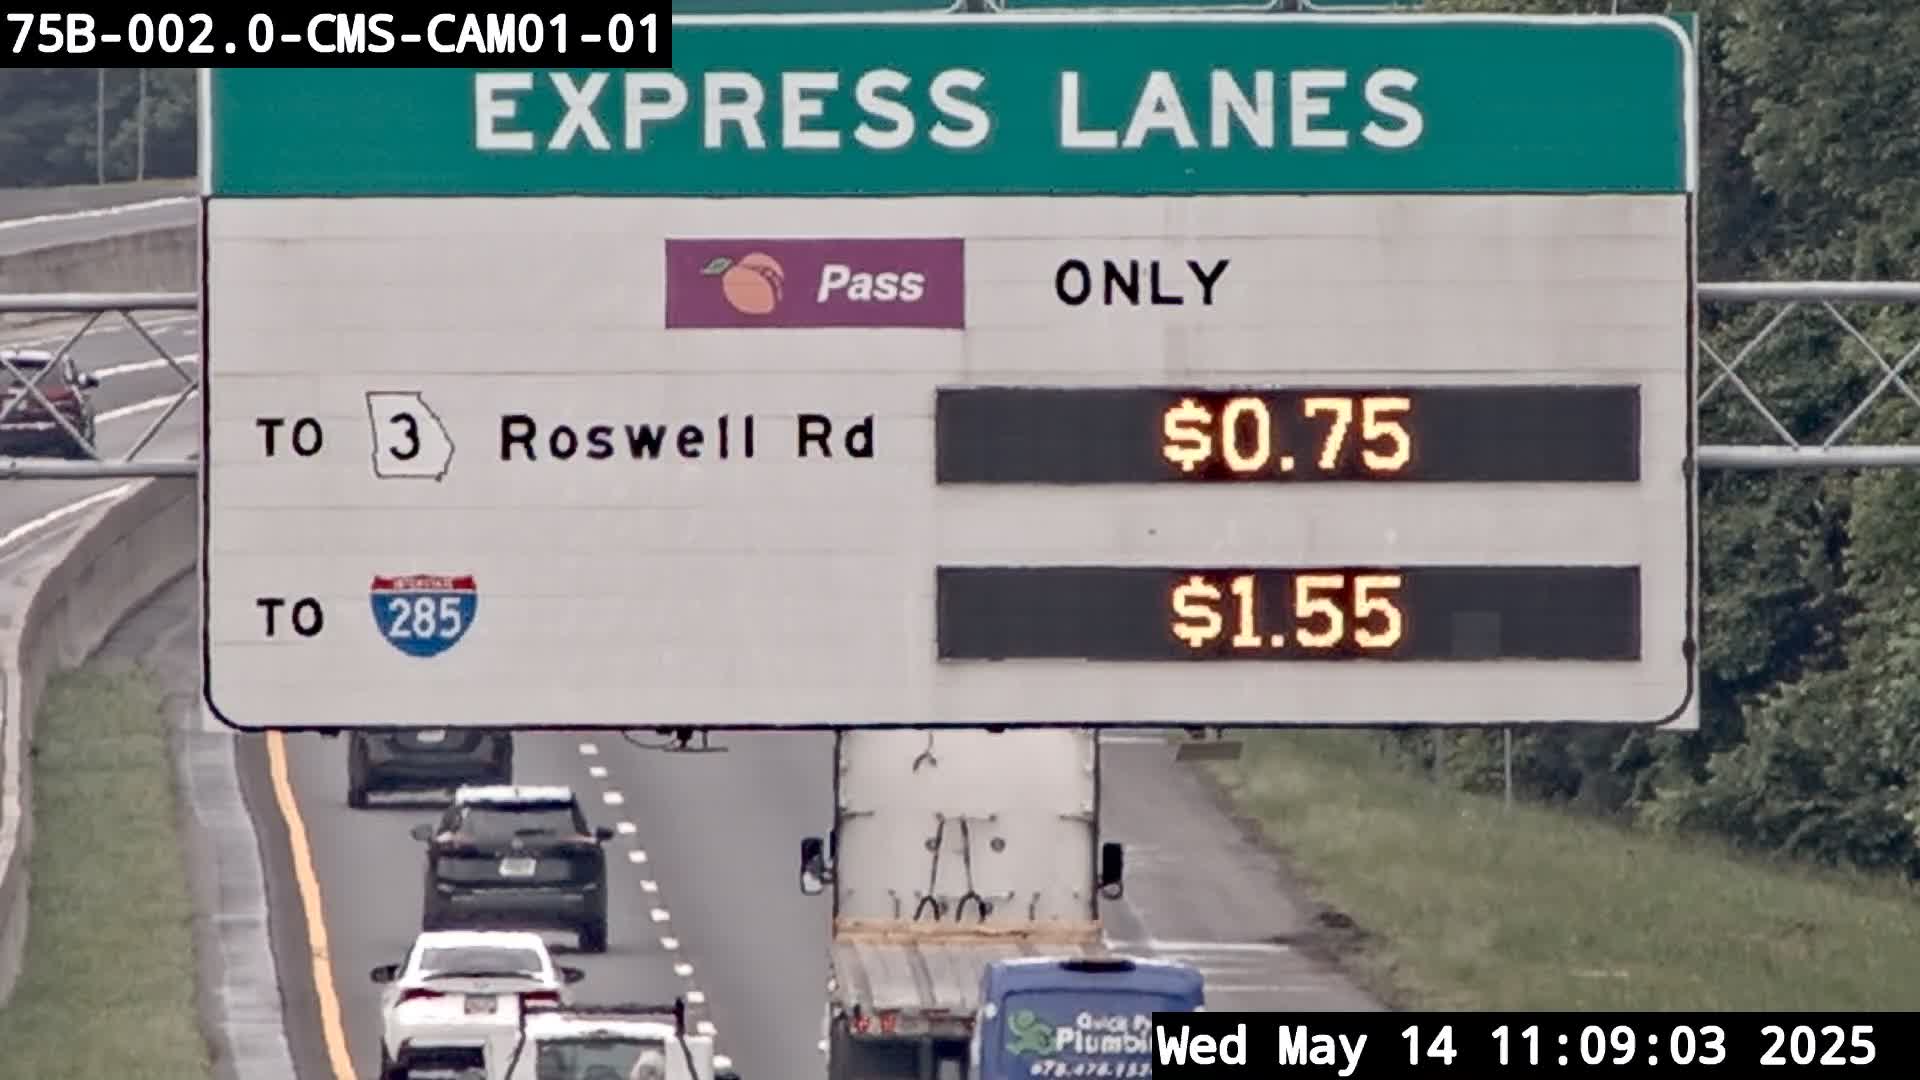 75B-002.0-CMS-CAM01-01
EXPRESS LANES
Pass ONLY
TO 3 Roswell Rd $0.75
INTERSTATE
TO 285 $1.55
Plumbi
Wed May 14 11:09:03 2025